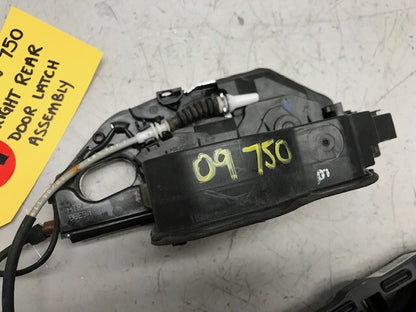 750
RIGHT REAR
DOOR LATCH
ASSEMBLY
09 750